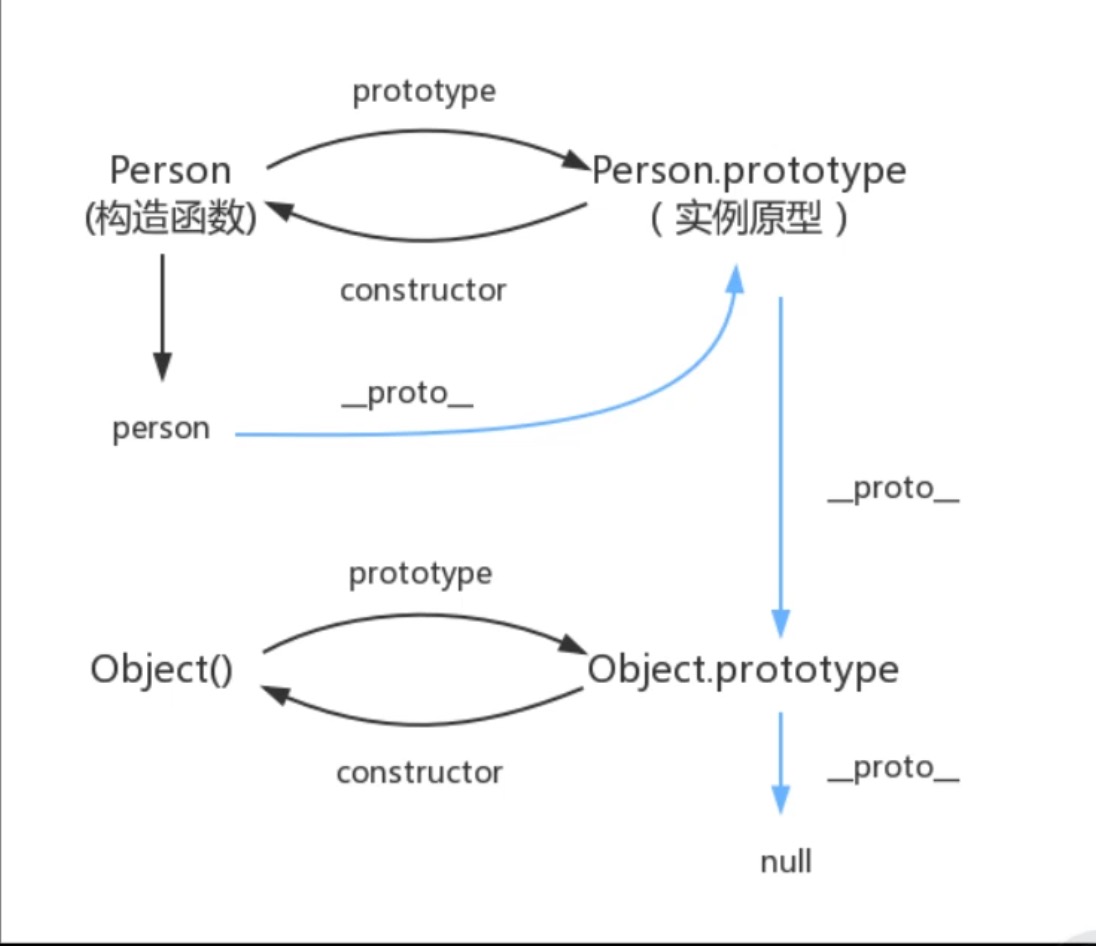 prototype
Person
Person.prototype
(构造函数)
( 实例原型 )
constructor
__proto__
person
__proto__
prototype
Object()
Object.prototype
constructor
__proto__
null